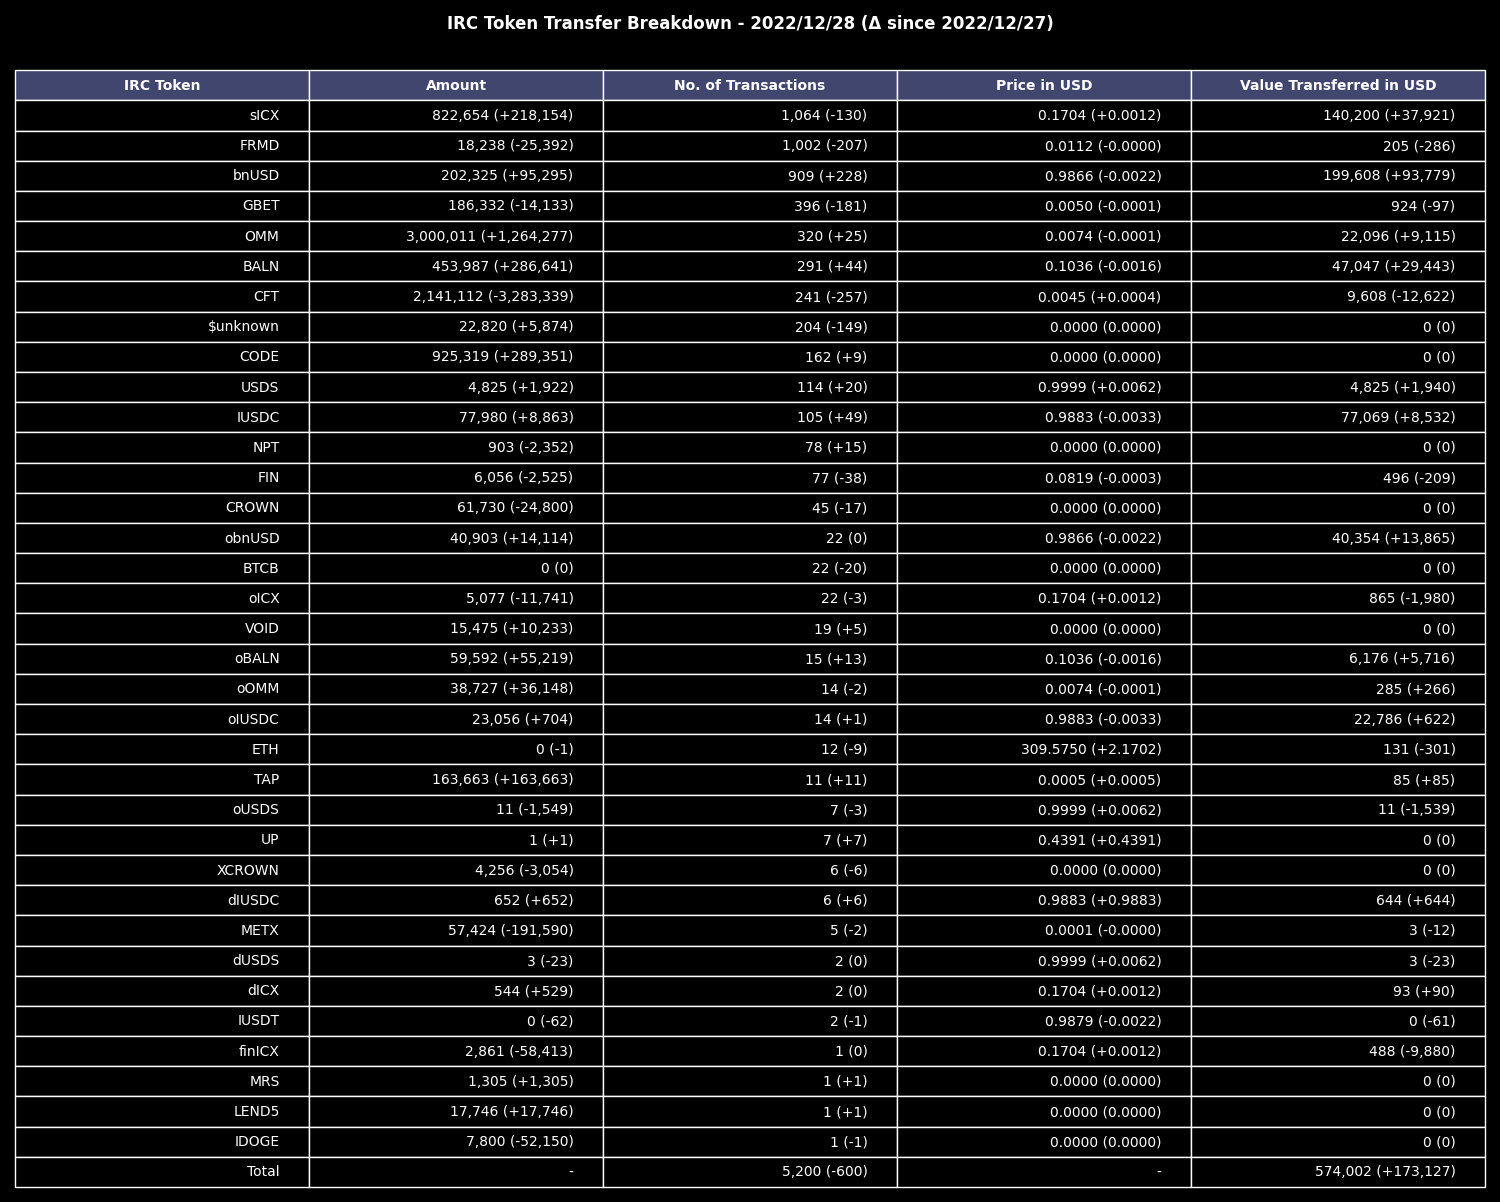 IRC Token Transfer Breakdown - 2022/12/28 (Δ since 2022/12/27)
IRC Token Amount No. of Transactions Price in USD Value Transferred in USD
sICX 822,654 (+218,154) 1,064 (-130) 0.1704 (+0.0012) 140,200 (+37,921)
FRMD 18,238 (-25,392) 1,002 (-207) 0.0112 (-0.0000) 205 (-286)
bnUSD 202,325 (+95,295) 909 (+228) 0.9866 (-0.0022) 199,608 (+93,779)
GBET 186,332 (-14,133) 396 (-181) 0.0050 (-0.0001) 924 (-97)
OMM 3,000,011 (+1,264,277) 320 (+25) 0.0074 (-0.0001) 22,096 (+9,115)
BALN 453,987 (+286,641) 291 (+44) 0.1036 (-0.0016) 47,047 (+29,443)
CFT 2,141,112 (-3,283,339) 241 (-257) 0.0045 (+0.0004) 9,608 (-12,622)
$unknown 22,820 (+5,874) 204 (-149) 0.0000 (0.0000) 0 (0)
CODE 925,319 (+289,351) 162 (+9) 0.0000 (0.0000) 0 (0)
USDS 4,825 (+1,922) 114 (+20) 0.9999 (+0.0062) 4,825 (+1,940)
IUSDC 77,980 (+8,863) 105 (+49) 0.9883 (-0.0033) 77,069 (+8,532)
NPT 903 (-2,352) 78 (+15) 0.0000 (0.0000) 0 (0)
FIN 6,056 (-2,525) 77 (-38) 0.0819 (-0.0003) 496 (-209)
CROWN 61,730 (-24,800) 45 (-17) 0.0000 (0.0000) 0 (0)
obnUSD 40,903 (+14,114) 22 (0) 0.9866 (-0.0022) 40,354 (+13,865)
BTCB 0 (0) 22 (-20) 0.0000 (0.0000) 0 (0)
oICX 5,077 (-11,741) 22 (-3) 0.1704 (+0.0012) 865 (-1,980)
VOID 15,475 (+10,233) 19 (+5) 0.0000 (0.0000) 0 (0)
oBALN 59,592 (+55,219) 15 (+13) 0.1036 (-0.0016) 6,176 (+5,716)
oOMM 38,727 (+36,148) 14 (-2) 0.0074 (-0.0001) 285 (+266)
oIUSDC 23,056 (+704) 14 (+1) 0.9883 (-0.0033) 22,786 (+622)
ETH 0 (-1) 12 (-9) 309.5750 (+2.1702) 131 (-301)
TAP 163,663 (+163,663) 11 (+11) 0.0005 (+0.0005) 85 (+85)
oUSDS 11 (-1,549) 7 (-3) 0.9999 (+0.0062) 11 (-1,539)
UP 1 (+1) 7 (+7) 0.4391 (+0.4391) 0 (0)
XCROWN 4,256 (-3,054) 6 (-6) 0.0000 (0.0000) 0 (0)
dIUSDC 652 (+652) 6 (+6) 0.9883 (+0.9883) 644 (+644)
METX 57,424 (-191,590) 5 (-2) 0.0001 (-0.0000) 3 (-12)
dUSDS 3 (-23) 2 (0) 0.9999 (+0.0062) 3 (-23)
dICX 544 (+529) 2 (0) 0.1704 (+0.0012) 93 (+90)
IUSDT 0 (-62) 2 (-1) 0.9879 (-0.0022) 0 (-61)
finICX 2,861 (-58,413) 1 (0) 0.1704 (+0.0012) 488 (-9,880)
MRS 1,305 (+1,305) 1 (+1) 0.0000 (0.0000) 0 (0)
LEND5 17,746 (+17,746) 1 (+1) 0.0000 (0.0000) 0 (0)
IDOGE 7,800 (-52,150) 1 (-1) 0.0000 (0.0000) 0 (0)
Total - 5,200 (-600) - 574,002 (+173,127)